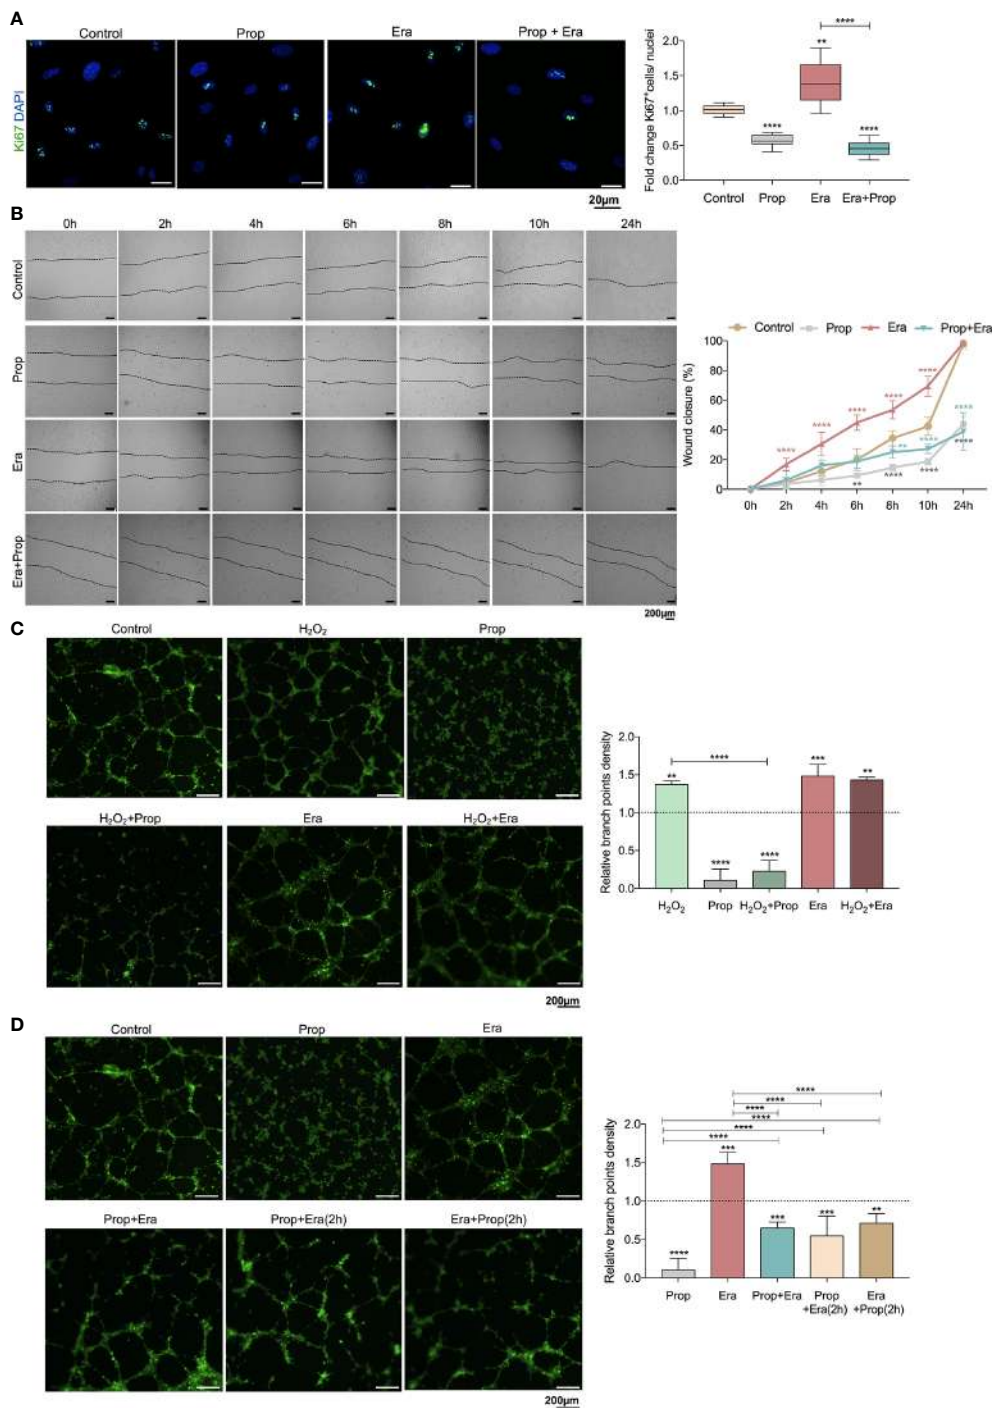 A
Control Prop Era Prop + Era
Ki67 DAPI
20µm
Fold change Ki67⁺cells/ nuclei
2.0
1.5
1.0
0.5
0.0
**** ** **** ****
Control Prop Era Era+Prop
B
0h 2h 4h 6h 8h 10h 24h
Control
Prop
Era
Era+Prop
200µm
Control Prop Era Prop+Era
Wound closure (%)
100
80
60
40
20
0
**** **** **** **** ****
** **** ****
** **** **** ****
0h 2h 4h 6h 8h 10h 24h
C
Control H₂O₂ Prop
H₂O₂+Prop Era H₂O₂+Era
200µm
Relative branch points density
2.0
1.5
1.0
0.5
0.0
** **** **** **** *** **
H₂O₂ Prop H₂O₂+Prop Era H₂O₂+Era
D
Control Prop Era
Prop+Era Prop+Era(2h) Era+Prop(2h)
200µm
Relative branch points density
2.0
1.5
1.0
0.5
0.0
****
****
****
****
****
****
**** *** *** *** **
Prop Era Prop+Era Prop Era
+Era(2h) +Prop(2h)